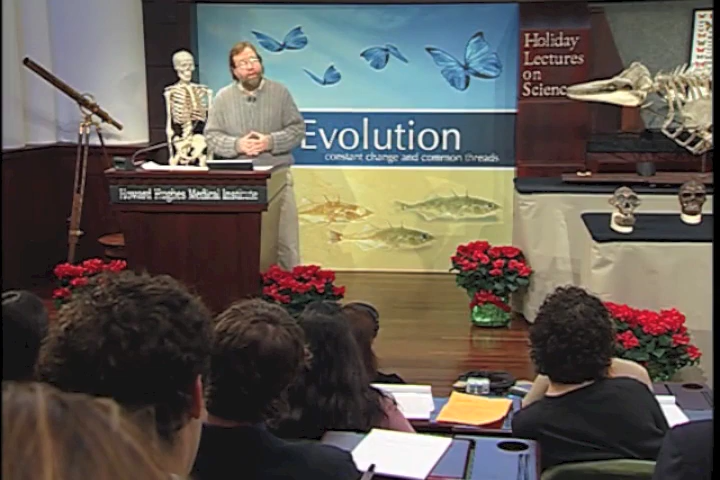 Holiday
Lectures
on
Science
Evolution
constant change and common threads
Howard Hughes Medical Institute